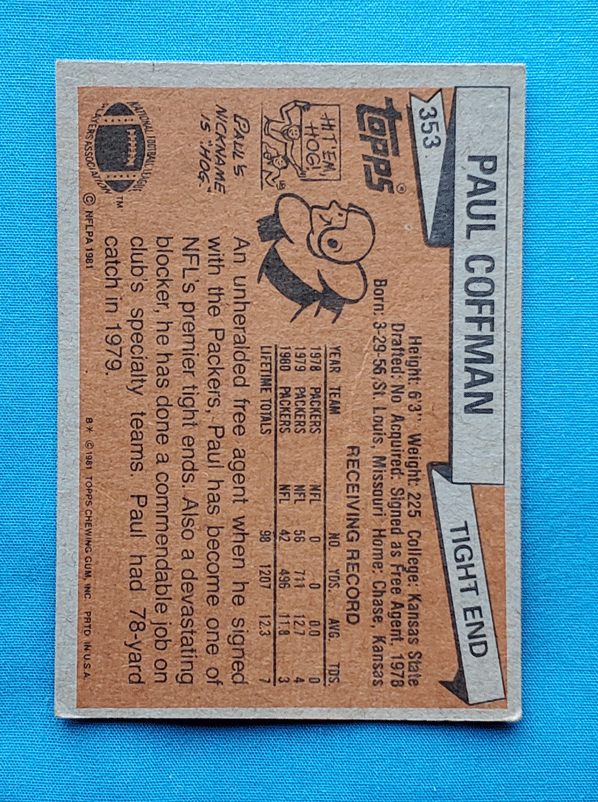 353
PAUL COFFMAN
TIGHT END
TOPPS®
Height: 6'3" Weight: 225 College: Kansas State
Drafted: No Acquired: Signed as Free Agent, 1978
Born: 3-29-56, St. Louis, Missouri Home: Chase, Kansas
HIT 'EM
HOG!
PAUL'S
NICKNAME
IS "HOG."
RECEIVING RECORD
YEAR TEAM NO. YDS. AVG. TDS.
1978 PACKERS NFL 0 0 0.0 0
1979 PACKERS NFL 56 711 12.7 4
1980 PACKERS NFL 42 496 11.8 3
LIFETIME TOTALS 98 1207 12.3 7
An unheralded free agent when he signed
with the Packers, Paul has become one of
NFL's premier tight ends. Also a devastating
blocker, he has done a commendable job on
club's specialty teams. Paul had 78-yard
catch in 1979.
NATIONAL FOOTBALL LEAGUE
PLAYERS ASSOCIATION
TM
© NFLPA 1981
B* © 1981 TOPPS CHEWING GUM, INC. PRTD. IN U.S.A.